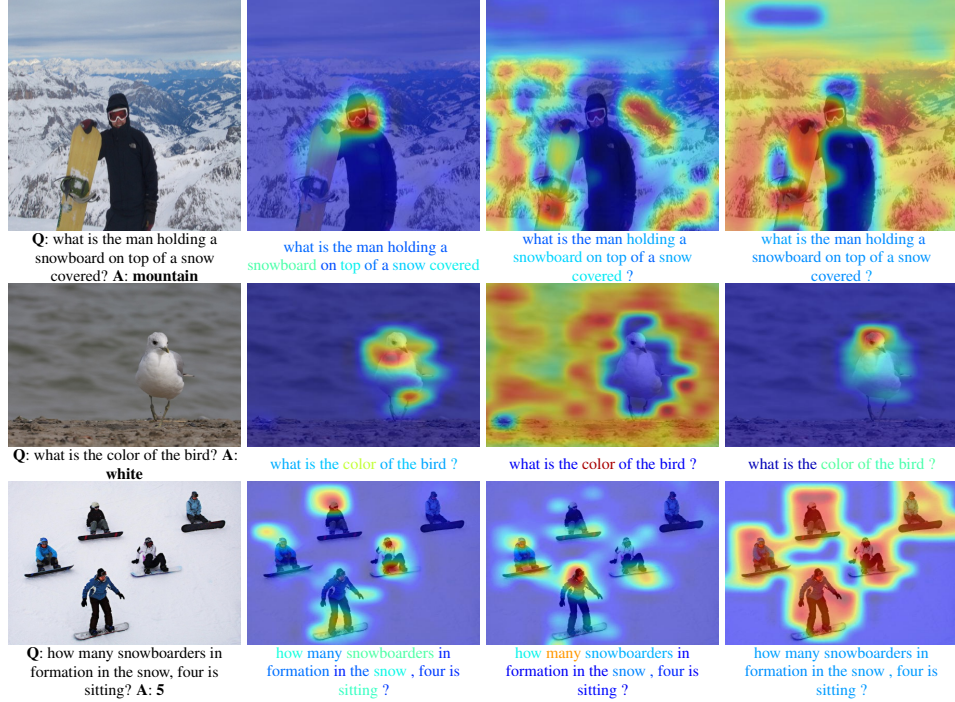 Q: what is the man holding a
snowboard on top of a snow
covered? A: mountain
what is the man holding a
snowboard on top of a snow covered
what is the man holding a
snowboard on top of a snow
covered ?
what is the man holding a
snowboard on top of a snow
covered ?
Q: what is the color of the bird? A:
white
what is the color of the bird ?
what is the color of the bird ?
what is the color of the bird ?
Q: how many snowboarders in
formation in the snow, four is
sitting? A: 5
how many snowboarders in
formation in the snow , four is
sitting ?
how many snowboarders in
formation in the snow , four is
sitting ?
how many snowboarders in
formation in the snow , four is
sitting ?